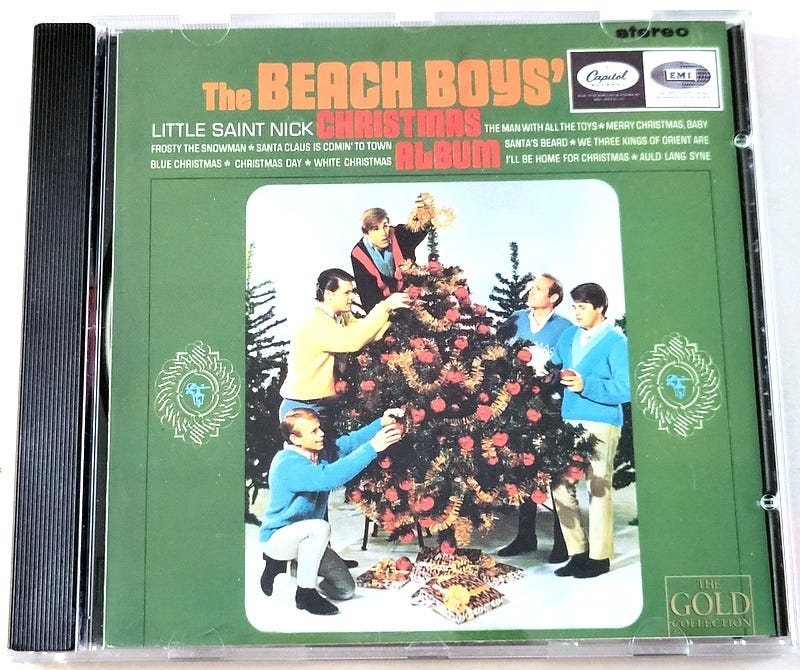 stereo
The BEACH BOYS'
CHRISTMAS
ALBUM
Capitol
EMI
LITTLE SAINT NICK
FROSTY THE SNOWMAN ★ SANTA CLAUS IS COMIN' TO TOWN
BLUE CHRISTMAS ★ CHRISTMAS DAY ★ WHITE CHRISTMAS
THE MAN WITH ALL THE TOYS ★ MERRY CHRISTMAS, BABY
SANTA'S BEARD ★ WE THREE KINGS OF ORIENT ARE
I'LL BE HOME FOR CHRISTMAS ★ AULD LANG SYNE
THE
GOLD
COLLECTION